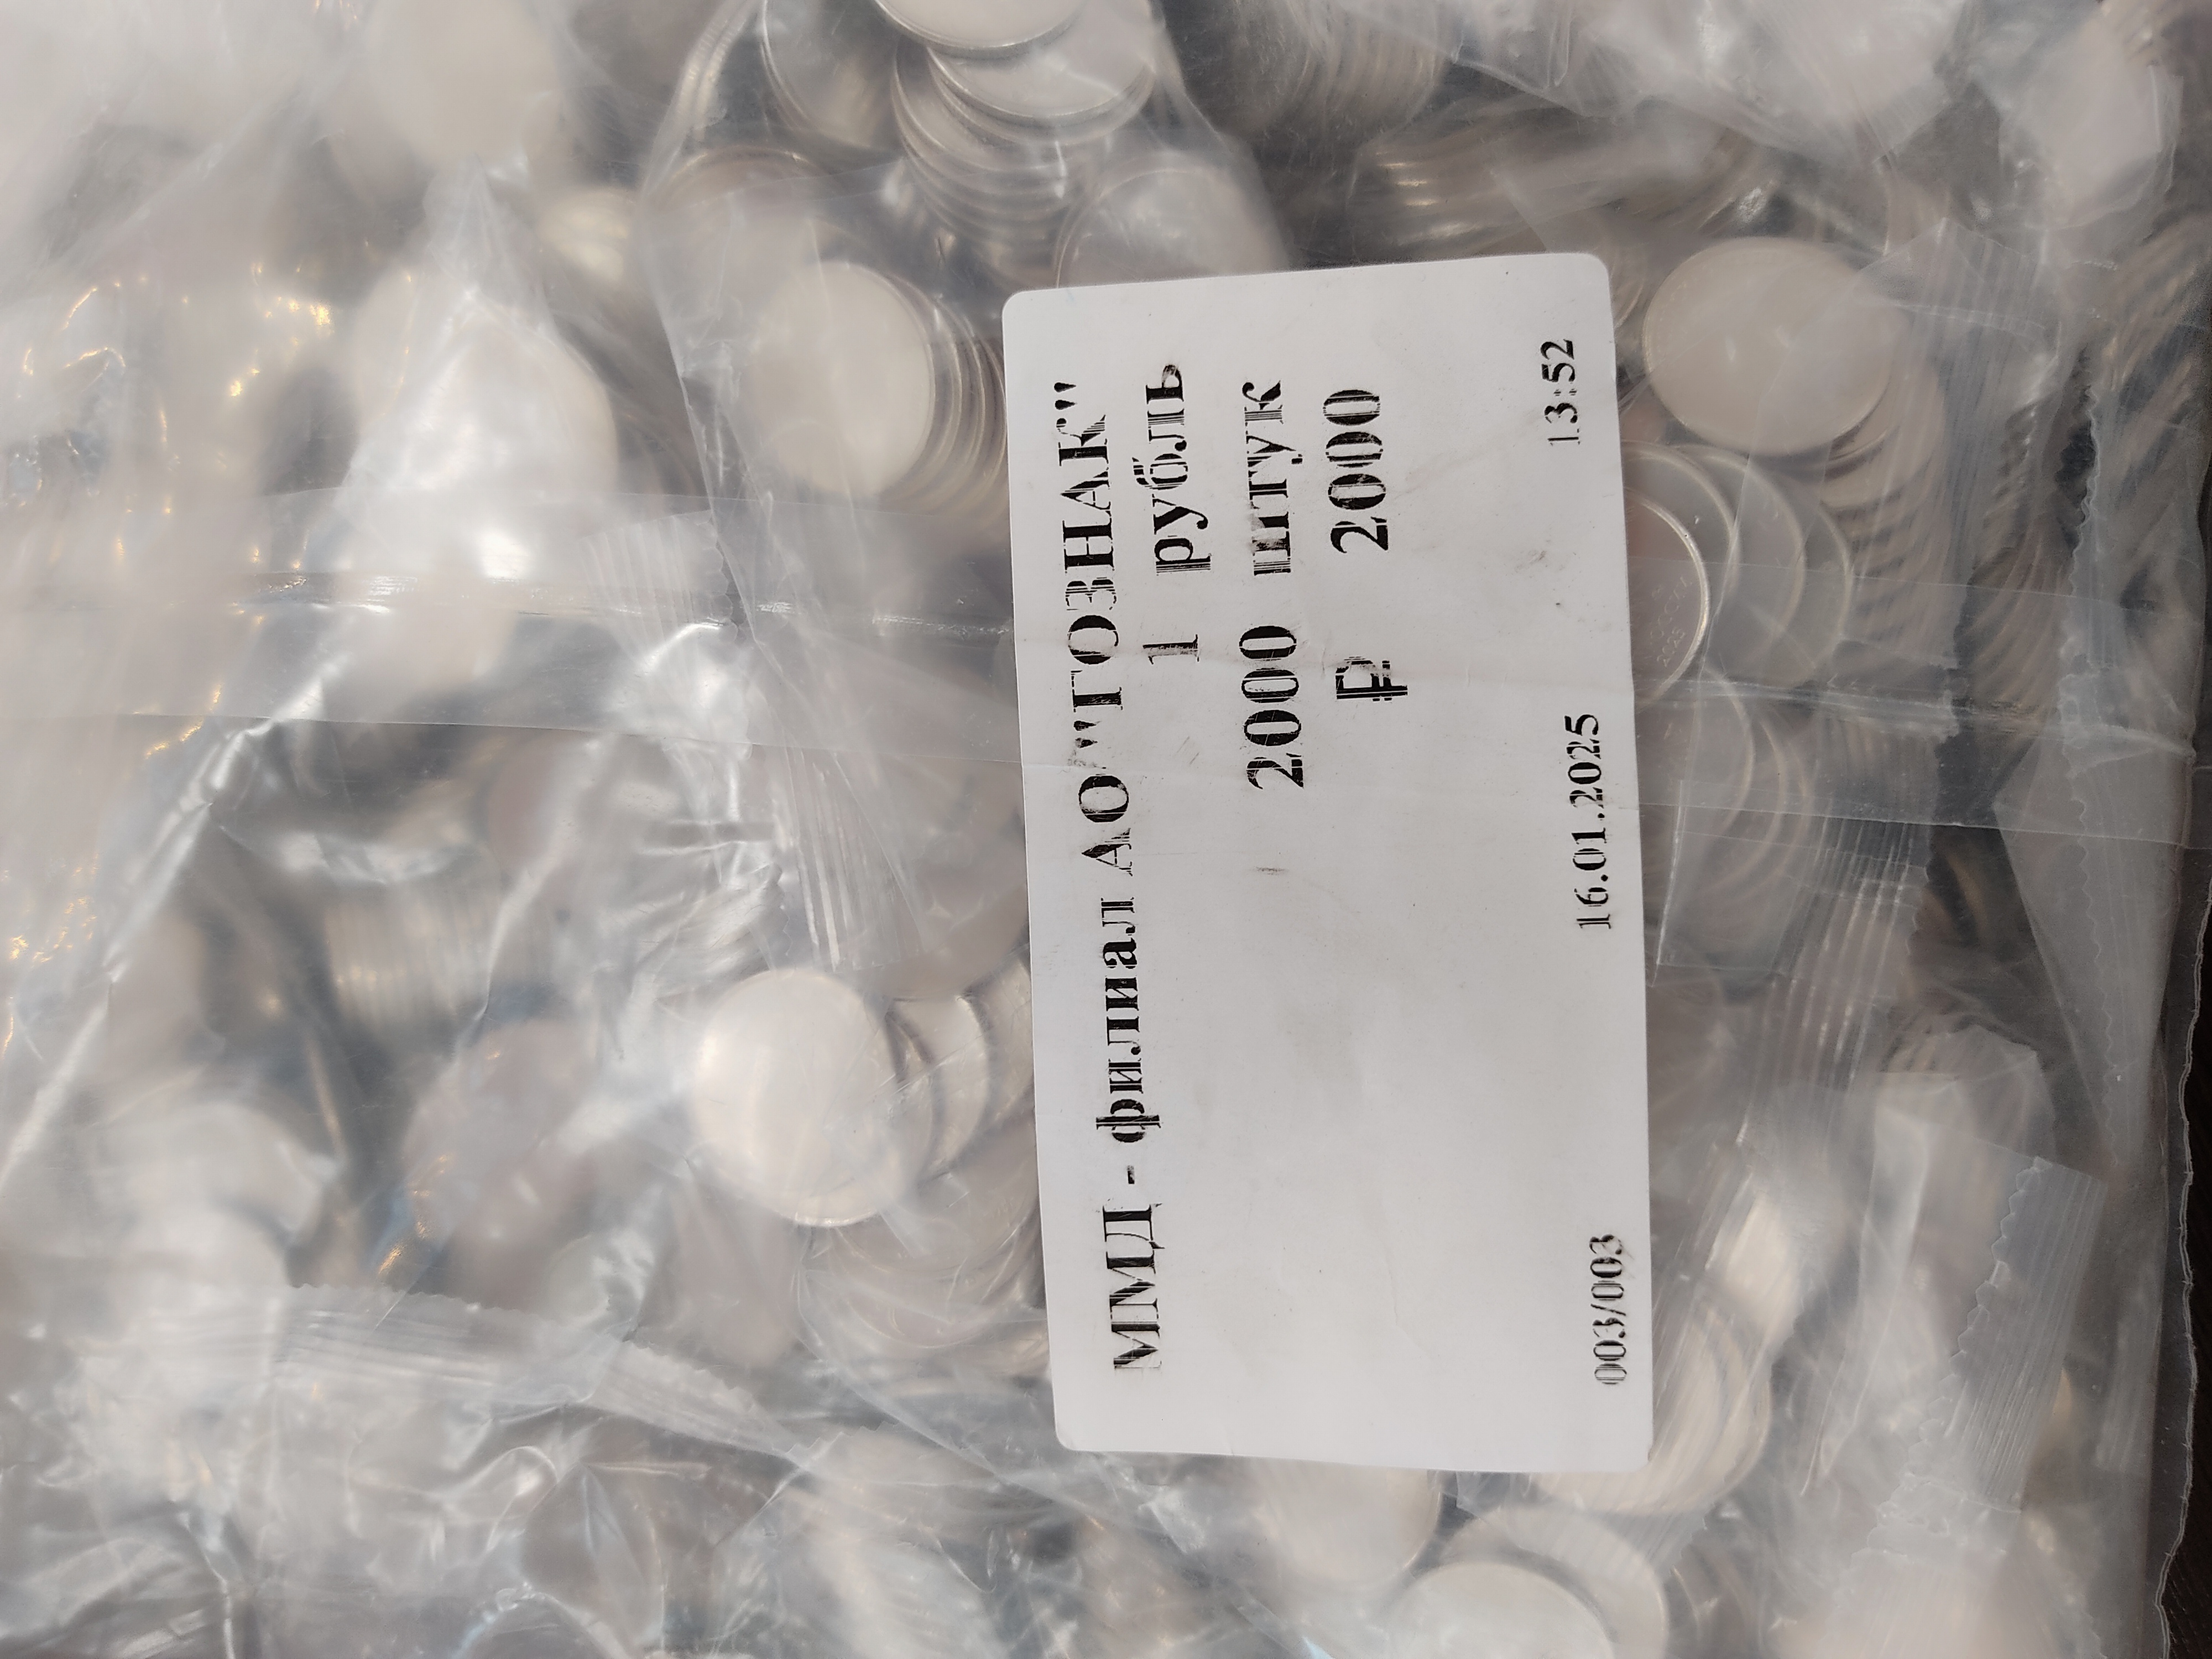 ММД - филиал АО "ГОЗНАК"
1 рубль
2000 штук
₽ 2000
003/003 16.01.2025 13:52